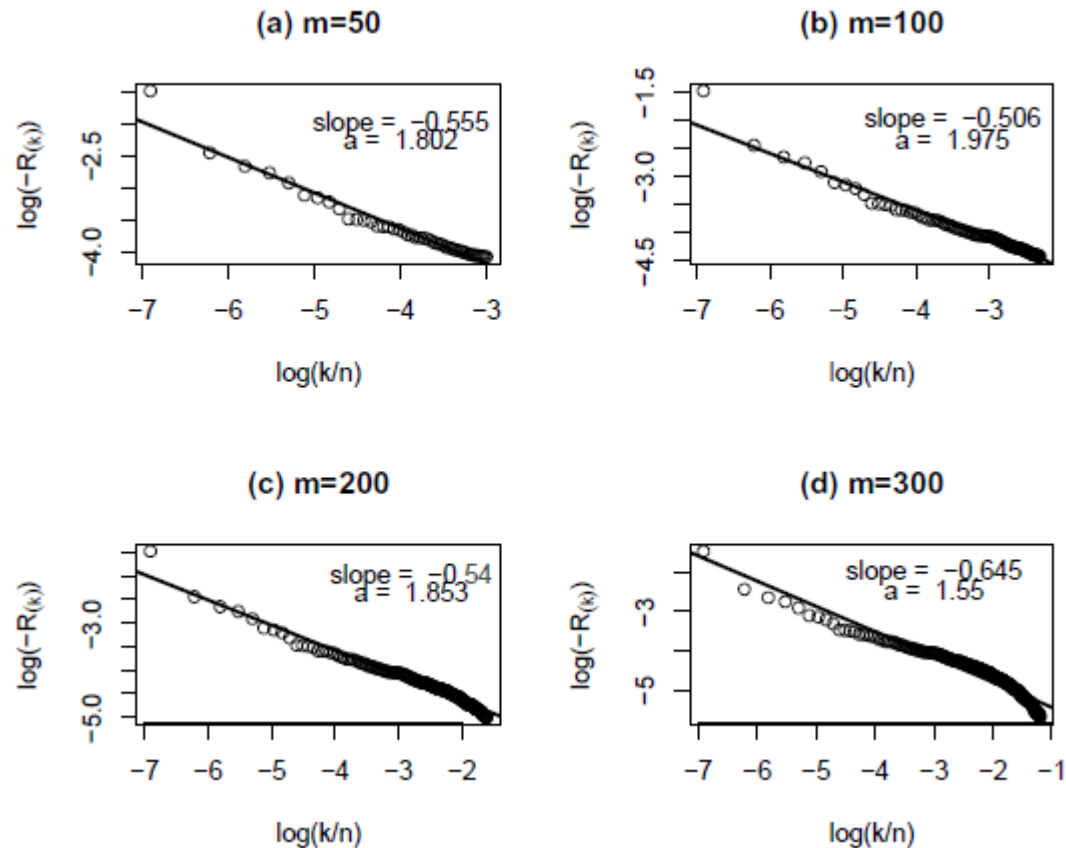 (a) m=50
log(−R(k))
−2.5
−4.0
slope = −0.555
a = 1.802
−7 −6 −5 −4 −3
log(k/n)
(b) m=100
log(−R(k))
−1.5
−3.0
−4.5
slope = −0.506
a = 1.975
−7 −6 −5 −4 −3
log(k/n)
(c) m=200
log(−R(k))
−3.0
−5.0
slope = −0.54
a = 1.853
−7 −6 −5 −4 −3 −2
log(k/n)
(d) m=300
log(−R(k))
−3
−5
slope = −0.645
a = 1.55
−7 −6 −5 −4 −3 −2 −1
log(k/n)